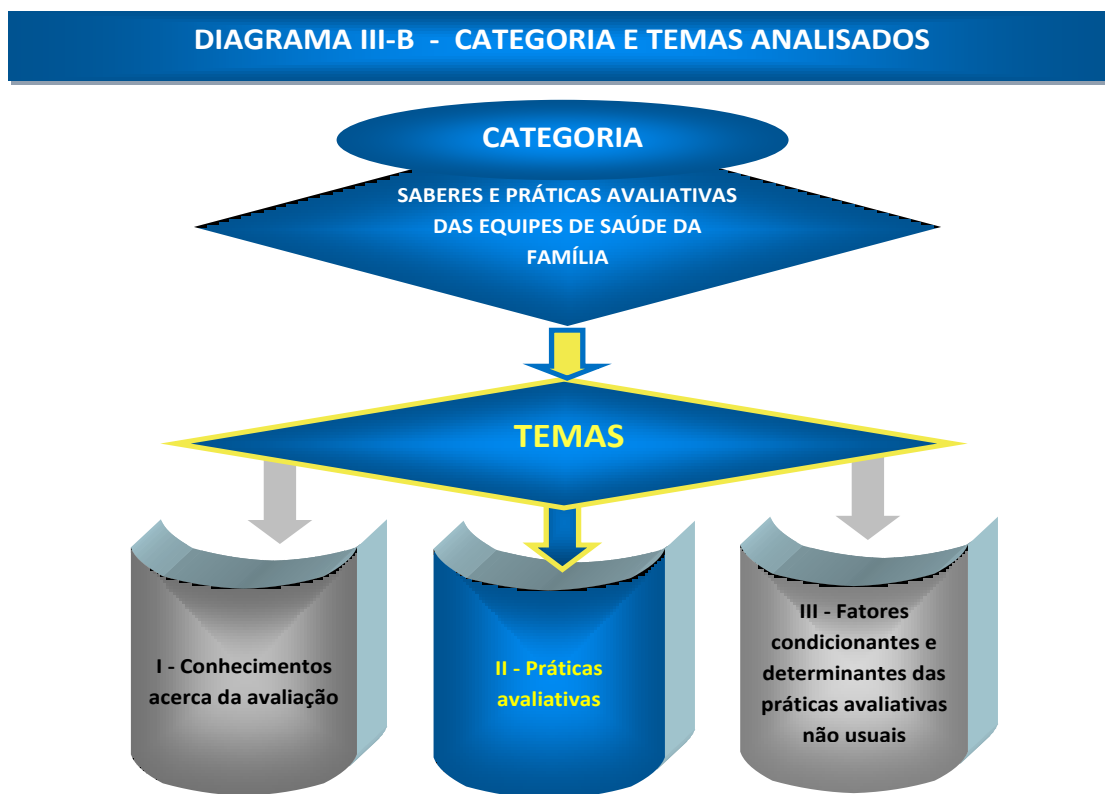 DIAGRAMA III-B - CATEGORIA E TEMAS ANALISADOS
CATEGORIA
SABERES E PRÁTICAS AVALIATIVAS
DAS EQUIPES DE SAÚDE DA
FAMÍLIA
TEMAS
I - Conhecimentos
acerca da avaliação
II - Práticas
avaliativas
III - Fatores
condicionantes e
determinantes das
práticas avaliativas
não usuais